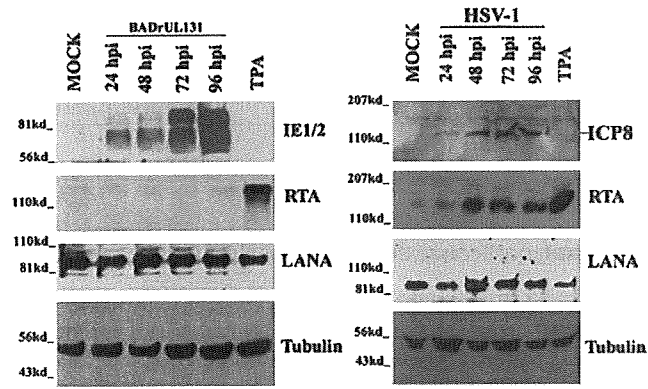 BADrUL131
MOCK
24 hpi
48 hpi
72 hpi
96 hpi
TPA
81kd_
56kd_
IE1/2
110kd_
RTA
110kd_
81kd_
LANA
56kd_
43kd_
Tubulin
HSV-1
MOCK
24 hpi
48 hpi
72 hpi
96 hpi
TPA
207kd_
110kd_
ICP8
207kd_
110kd_
RTA
110kd_
81kd_
LANA
56kd_
43kd_
Tubulin